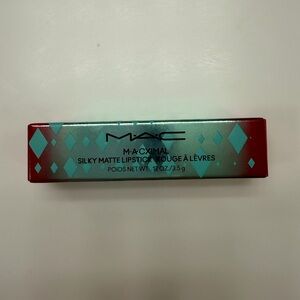 M·A·C
M·A·CXIMAL
SILKY MATTE LIPSTICK / ROUGE À LÈVRES
POIDS NET WT. .12 OZ / 3.5 g